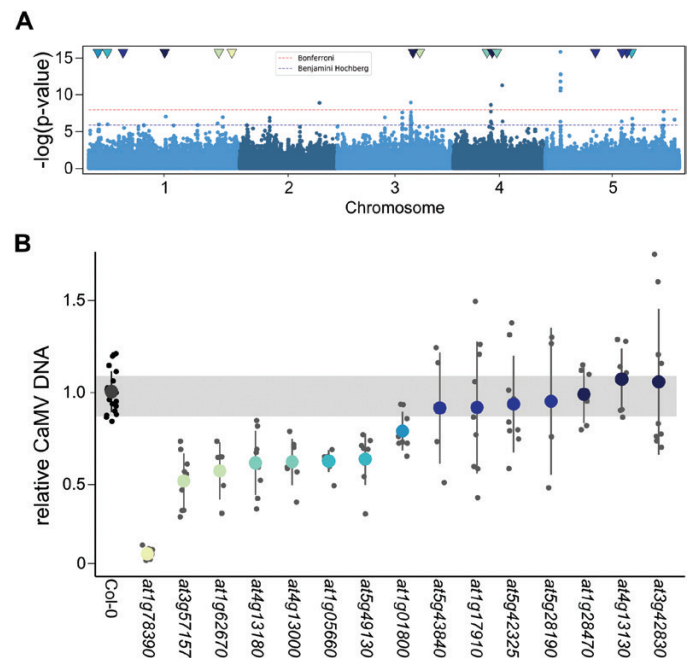 A
-log(p-value)
15
10
5
0
Bonferroni
Benjamini Hochberg
1 2 3 4 5
Chromosome
B
relative CaMV DNA
1.5
1.0
0.5
0
Col-0
at1g78390
at3g57157
at1g62670
at4g13180
at4g13000
at1g05660
at5g49130
at1g01800
at5g43840
at1g17910
at5g42325
at5g28190
at1g28470
at4g13130
at3g42830